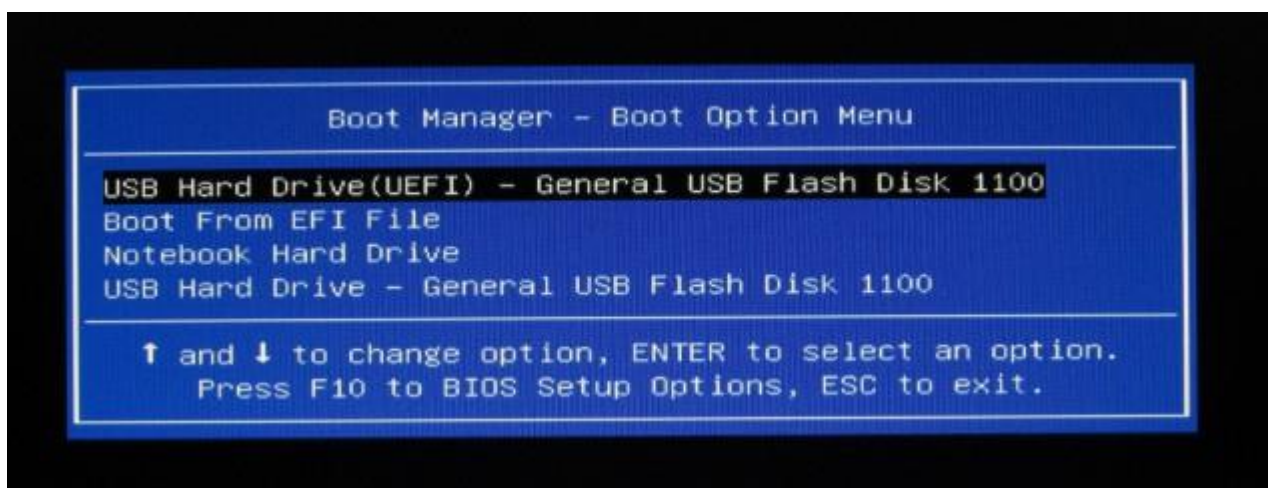 Boot Manager – Boot Option Menu
USB Hard Drive(UEFI) – General USB Flash Disk 1100
Boot From EFI File
Notebook Hard Drive
USB Hard Drive – General USB Flash Disk 1100
↑ and ↓ to change option, ENTER to select an option.
Press F10 to BIOS Setup Options, ESC to exit.